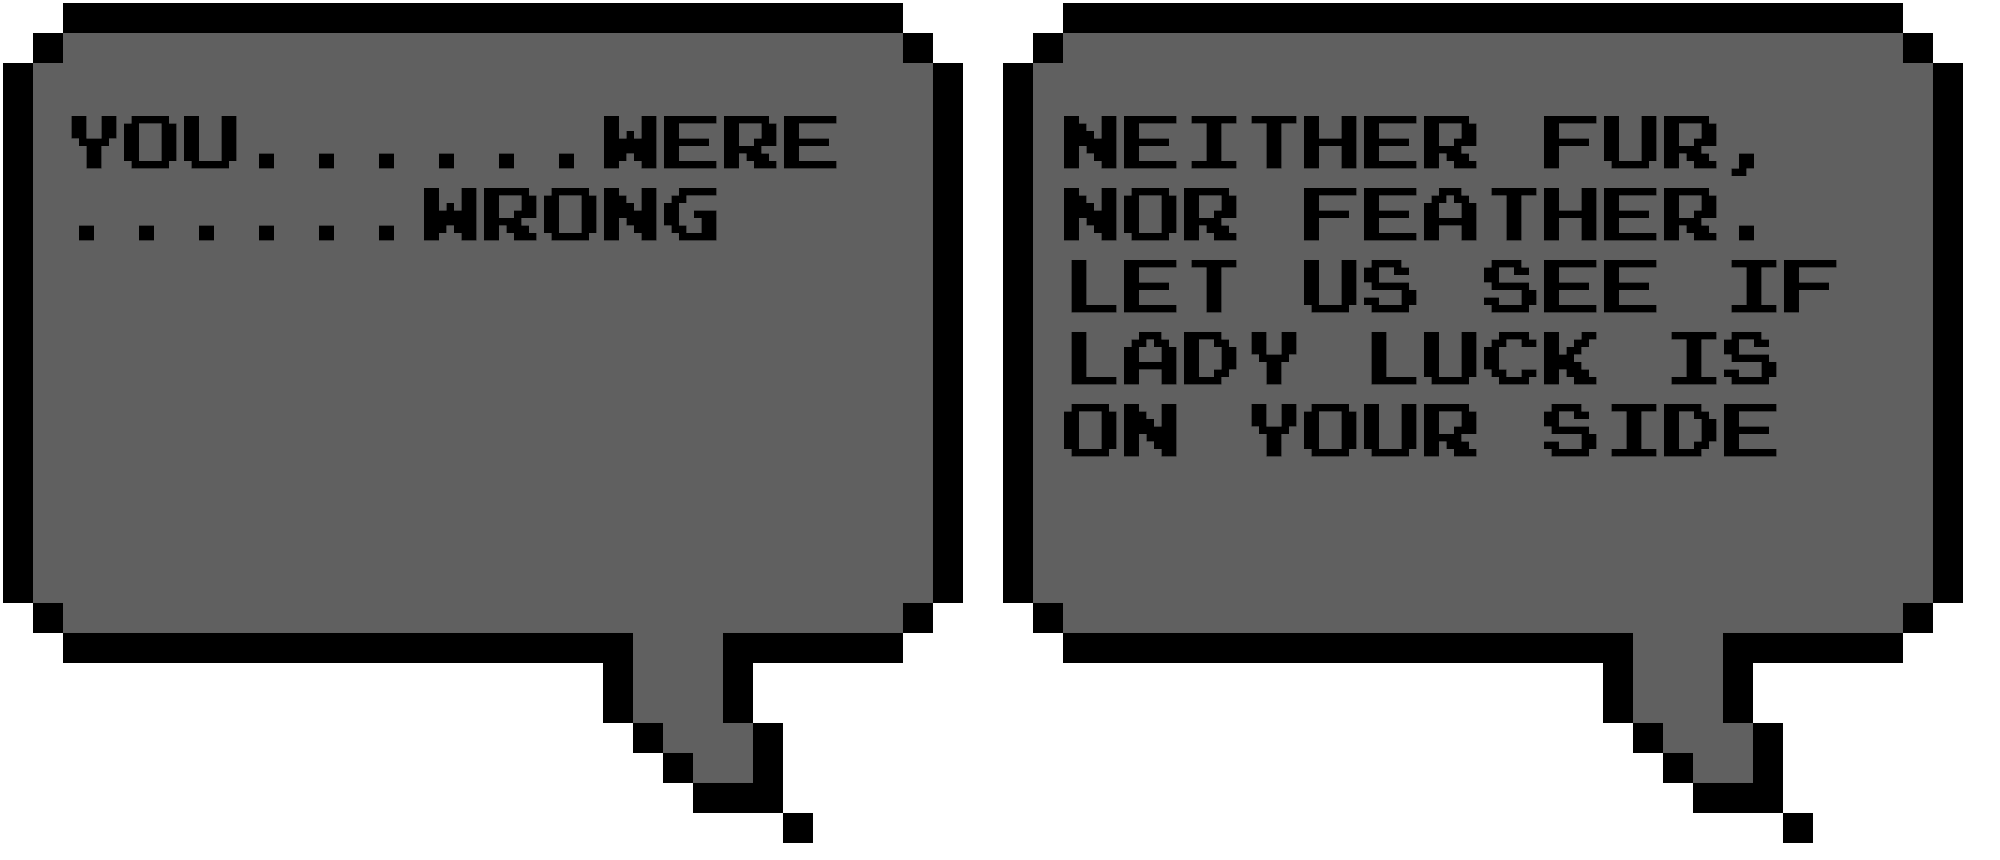 YOU......WERE
......WRONG
NEITHER FUR,
NOR FEATHER.
LET US SEE IF
LADY LUCK IS
ON YOUR SIDE